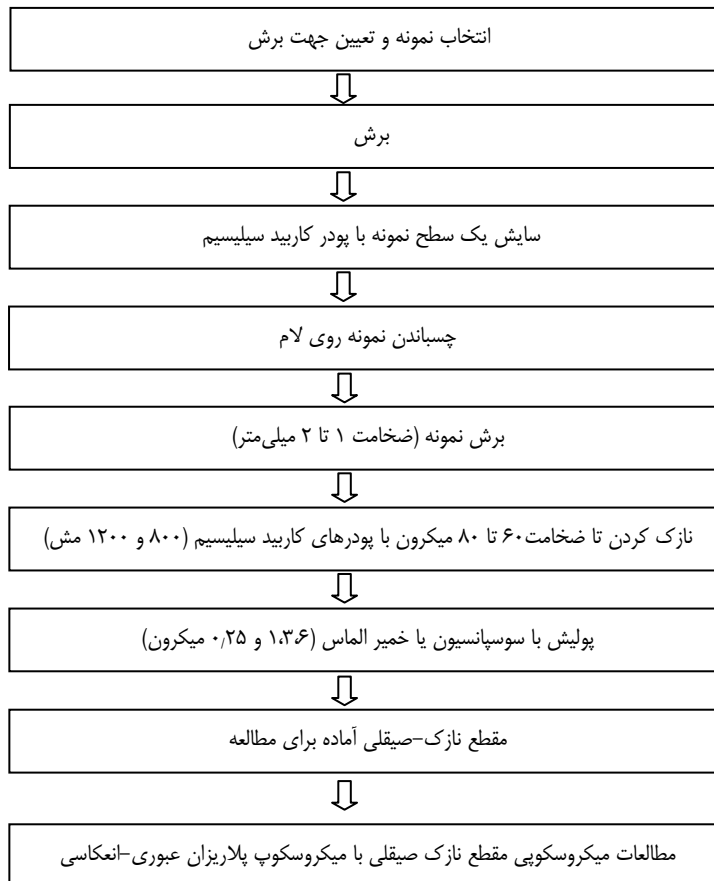 انتخاب نمونه و تعیین جهت برش
برش
سایش یک سطح نمونه با پودر کاربید سیلیسیم
چسباندن نمونه روی لام
برش نمونه (ضخامت ۱ تا ۲ میلی‌متر)
نازک کردن تا ضخامت۶۰ تا ۸۰ میکرون با پودرهای کاربید سیلیسیم (۸۰۰ و ۱۲۰۰ مش)
پولیش با سوسپانسیون یا خمیر الماس (۱،۳،۶ و ۰٫۲۵ میکرون)
مقطع نازک-صیقلی آماده برای مطالعه
مطالعات میکروسکوپی مقطع نازک صیقلی با میکروسکوپ پلاریزان عبوری-انعکاسی